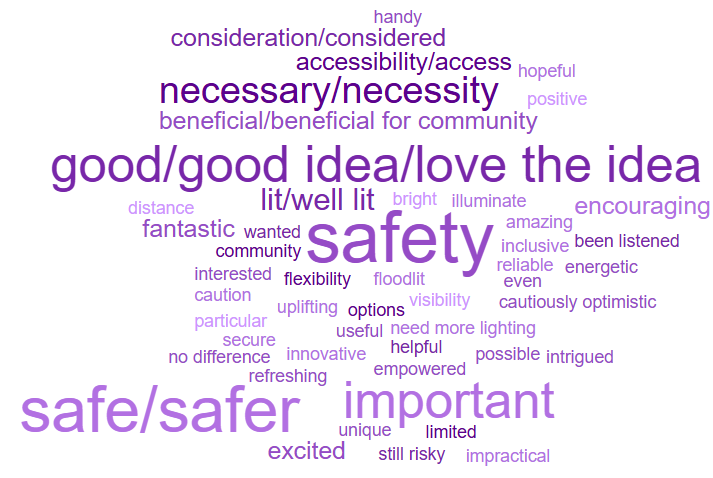 handy
consideration/considered
accessibility/access
hopeful
necessary/necessity
positive
beneficial/beneficial for community
good/good idea/love the idea
lit/well lit
bright
illuminate
distance
encouraging
fantastic
wanted
safety
amazing
community
inclusive
been listened
interested
flexibility
floodlit
reliable
energetic
even
caution
uplifting
options
visibility
cautiously optimistic
particular
useful
need more lighting
secure
no difference
innovative
helpful
possible
intrigued
refreshing
empowered
safe/safer
important
unique
limited
excited
still risky
impractical